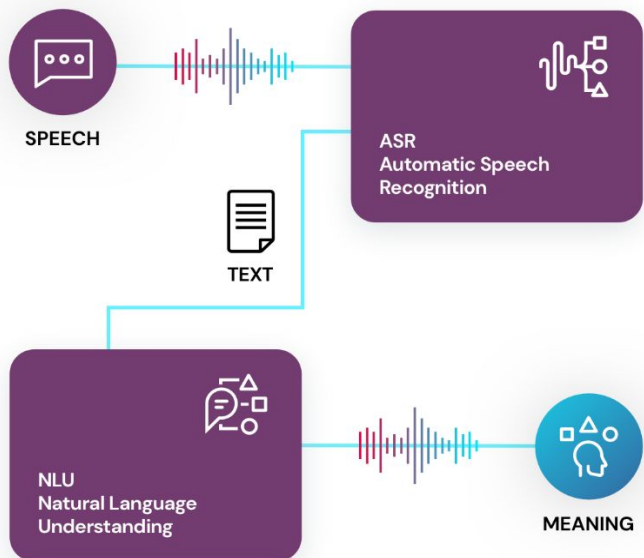 SPEECH
ASR
Automatic Speech
Recognition
TEXT
NLU
Natural Language
Understanding
MEANING